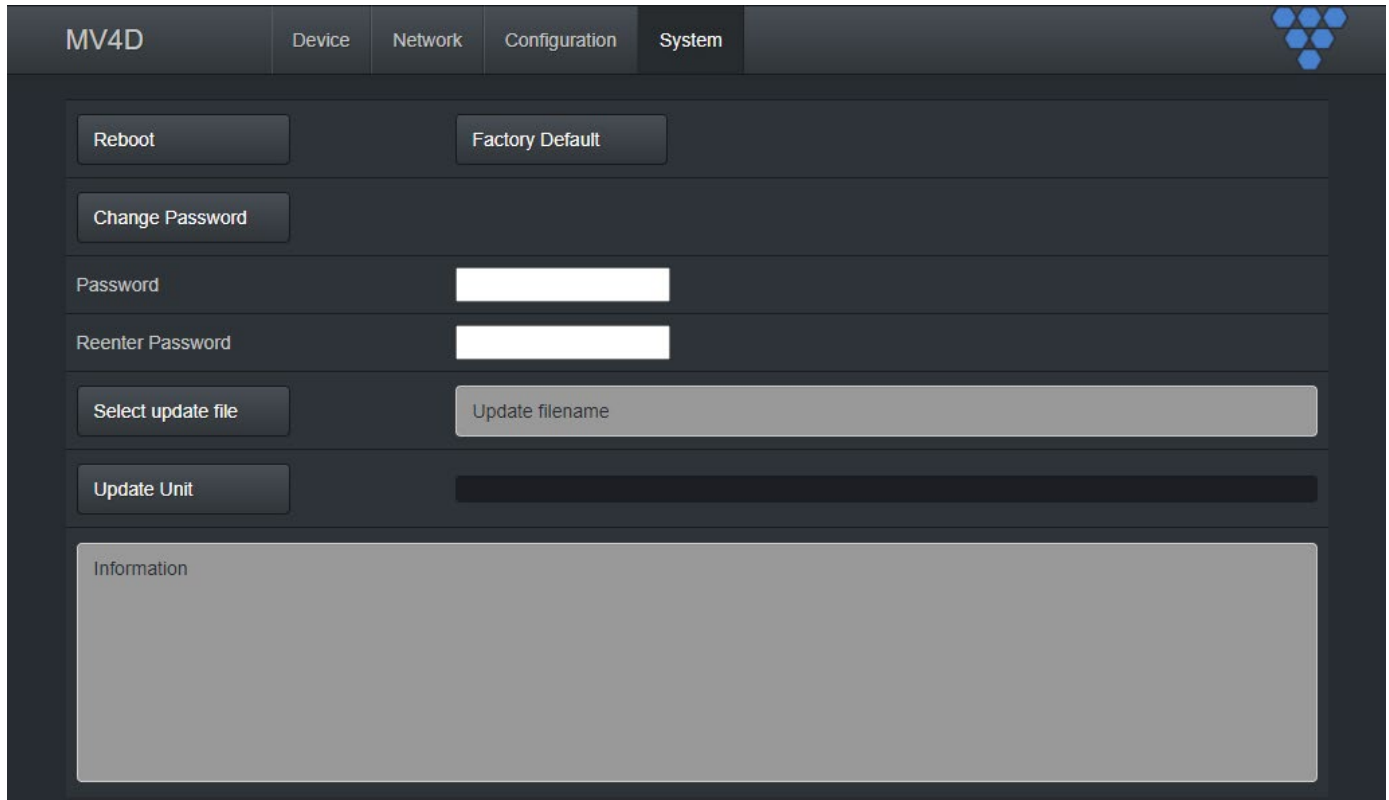 MV4D Device Network Configuration System
Reboot Factory Default
Change Password
Password
Reenter Password
Select update file Update filename
Update Unit
Information